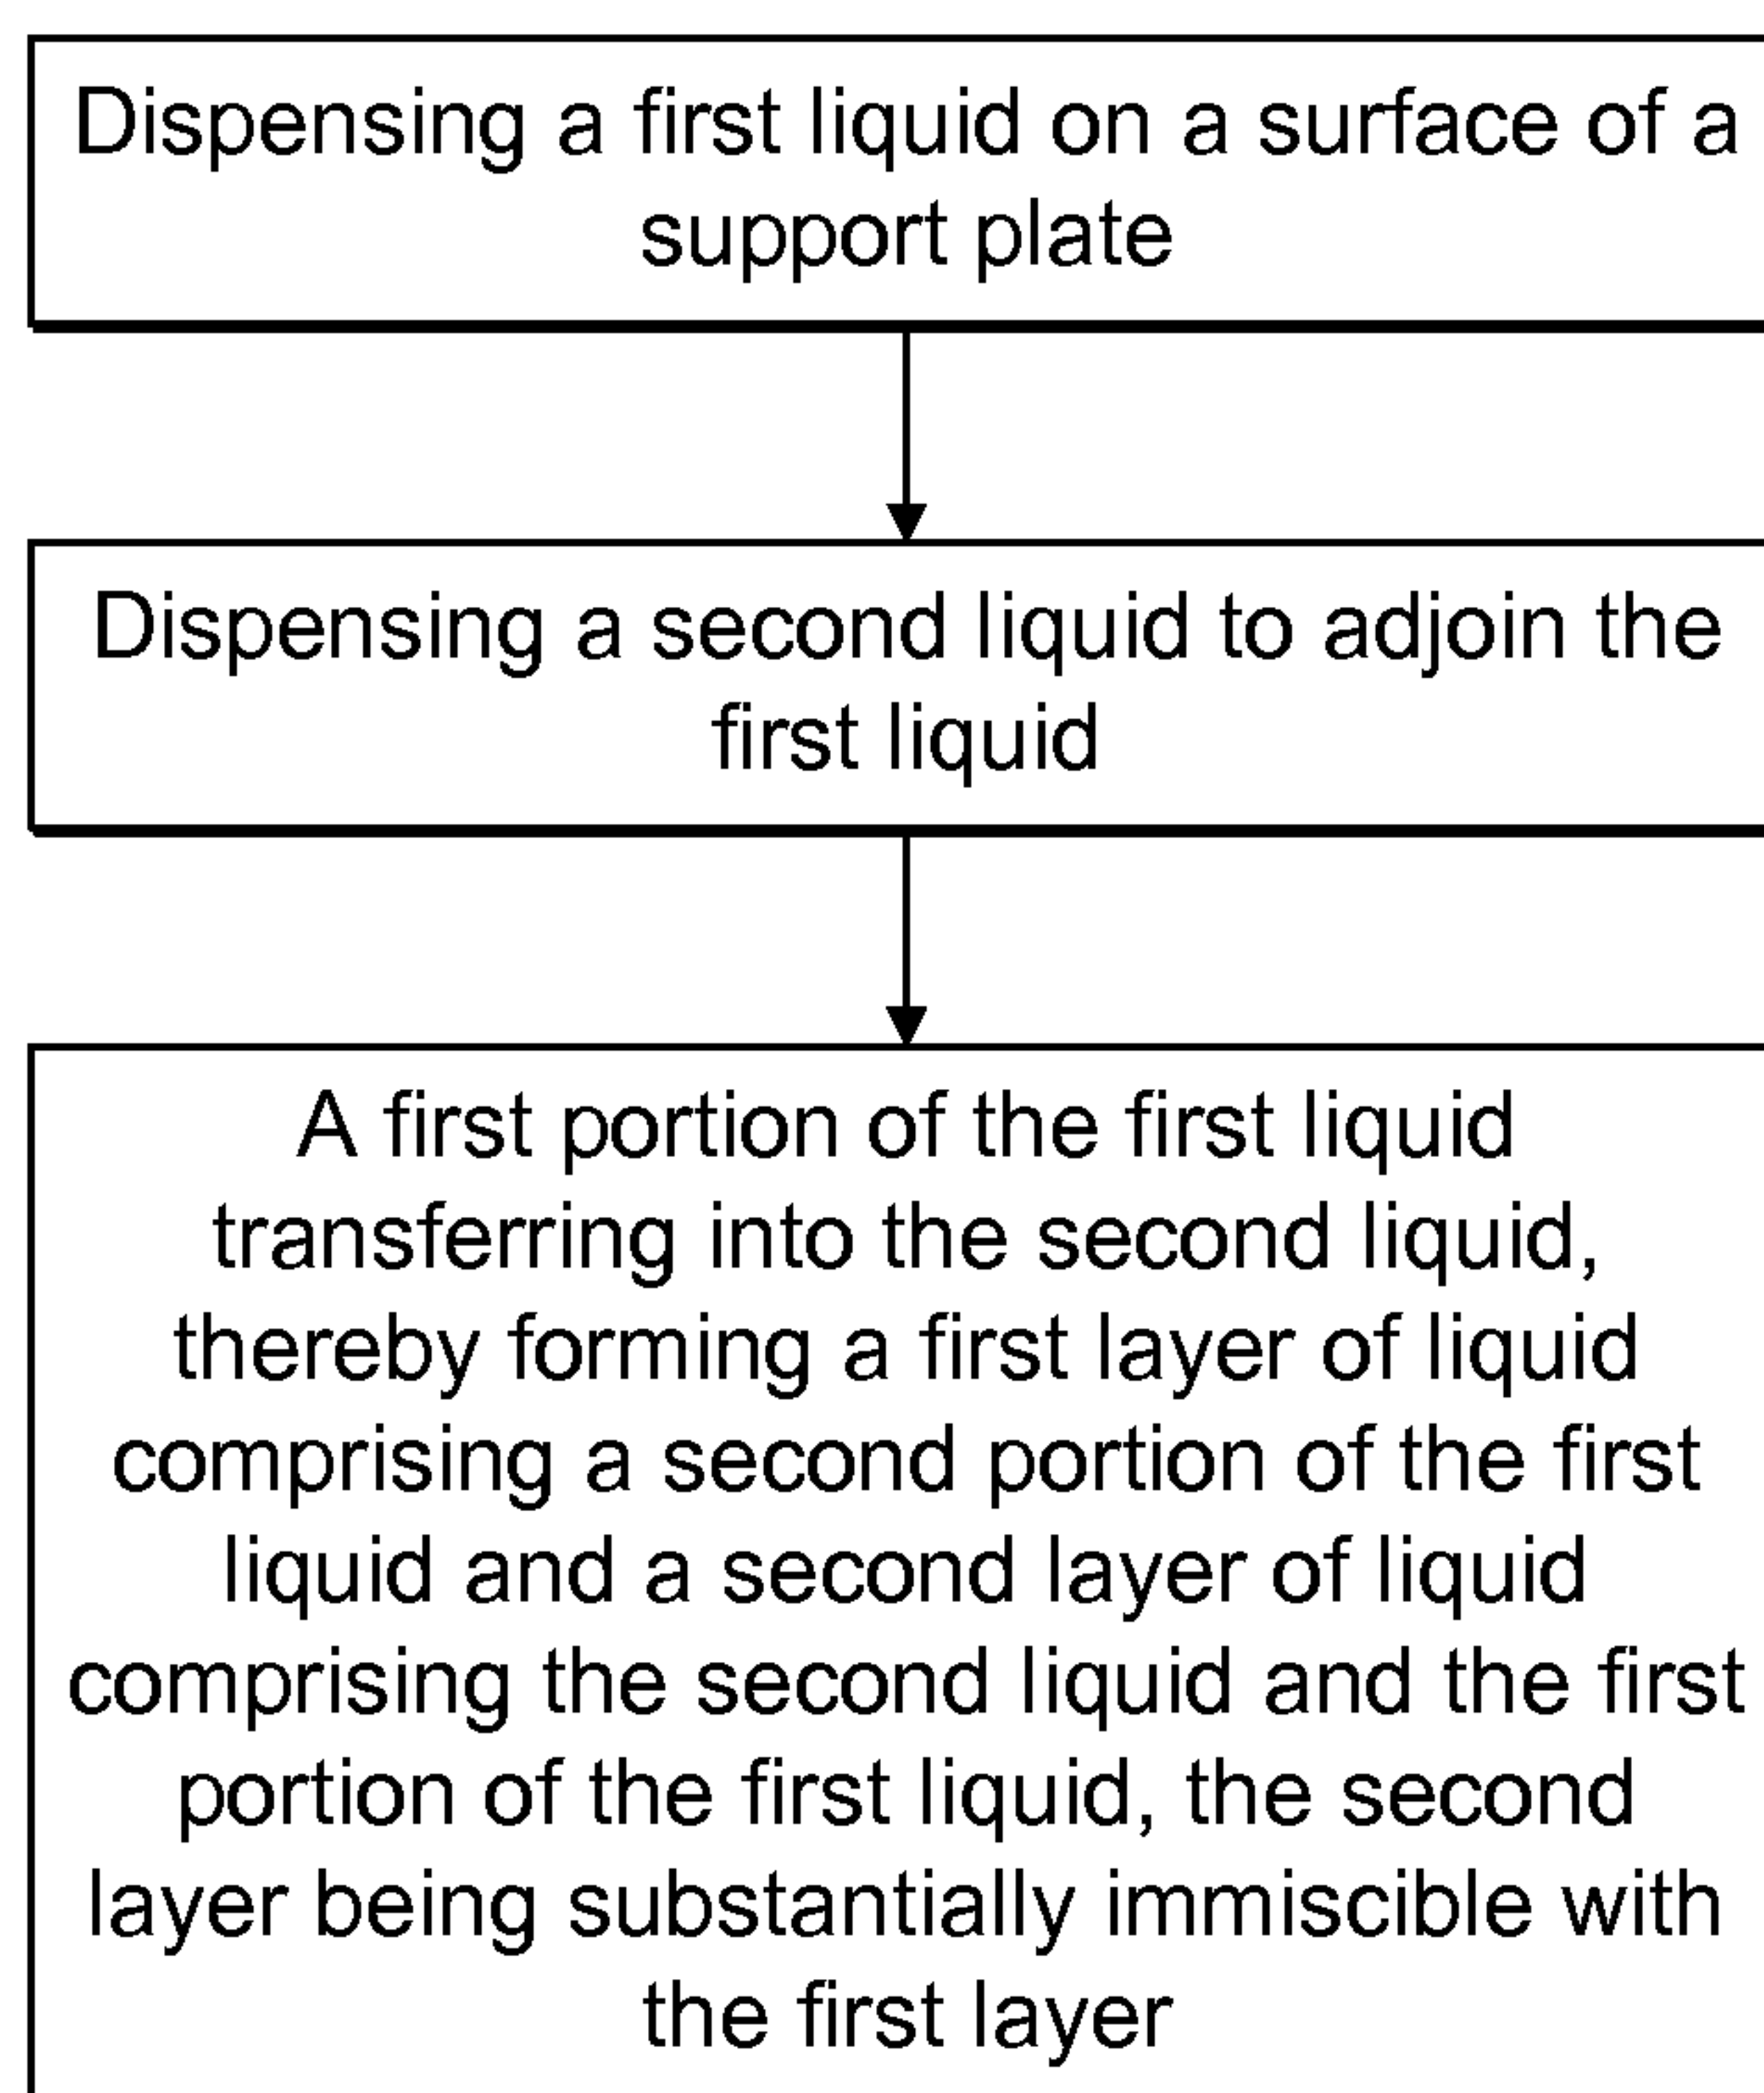 Dispensing a first liquid on a surface of a
support plate
Dispensing a second liquid to adjoin the
first liquid
A first portion of the first liquid
transferring into the second liquid,
thereby forming a first layer of liquid
comprising a second portion of the first
liquid and a second layer of liquid
comprising the second liquid and the first
portion of the first liquid, the second
layer being substantially immiscible with
the first layer